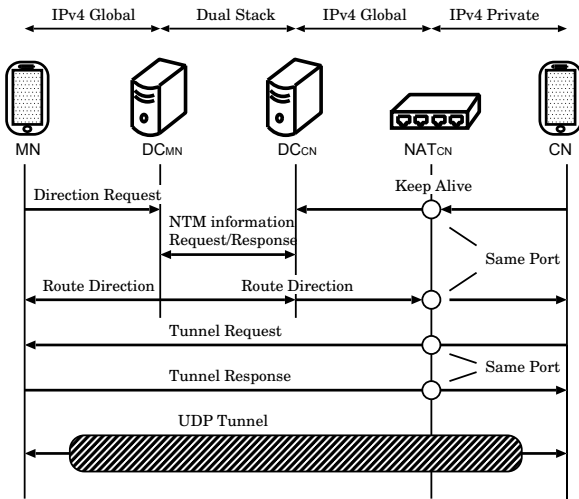 IPv4 Global
Dual Stack
IPv4 Global
IPv4 Private
MN
DCMN
DCCN
NATCN
CN
Direction Request
Keep Alive
NTM information
Request/Response
Same Port
Route Direction
Route Direction
Tunnel Request
Same Port
Tunnel Response
UDP Tunnel